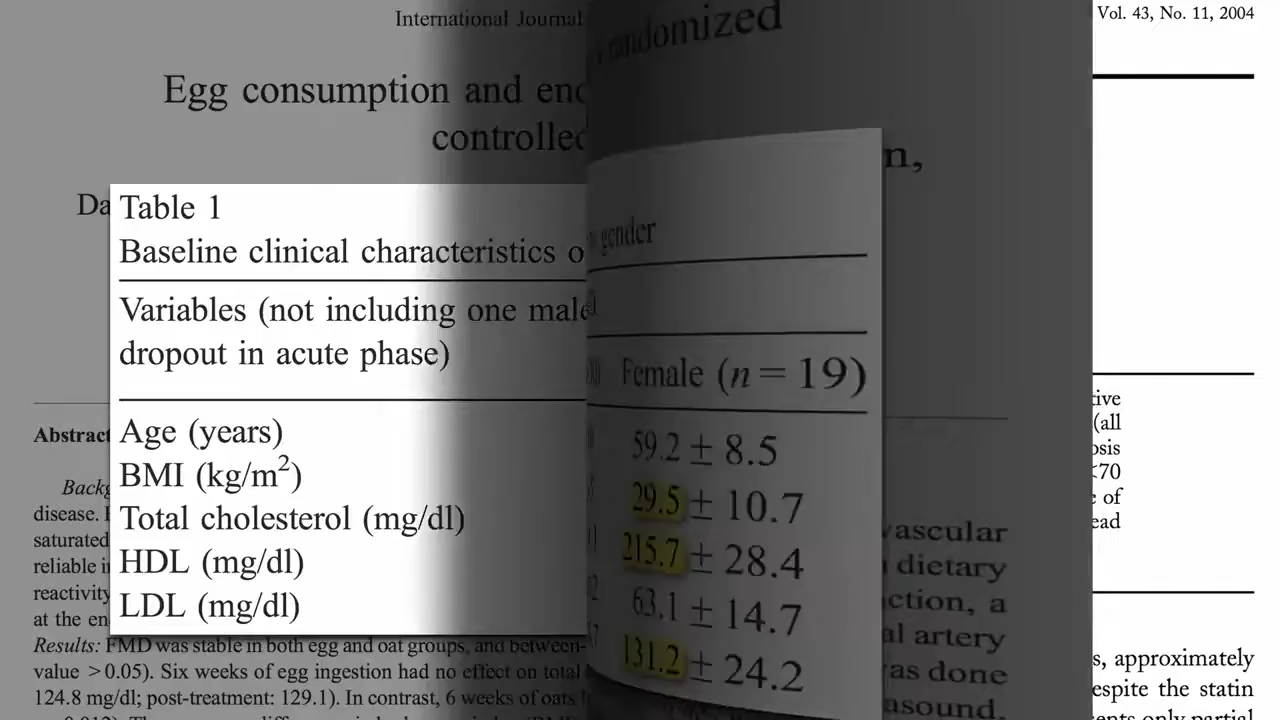 International Journal
Vol. 43, No. 11, 2004
randomized
Egg consumption and
controlled
n,
Da
Table 1
Baseline clinical characteristics
gender
Variables (not including one male
dropout in acute phase)
Female (n = 19)
Age (years)
59.2 ± 8.5
BMI (kg/m²)
29.5 ± 10.7
Total cholesterol (mg/dl)
215.7 ± 28.4
HDL (mg/dl)
63.1 ± 14.7
LDL (mg/dl)
131.2 ± 24.2
Abstract
disease.
saturated
reliable
reactivity
at the
Results: FMD was stable in both egg and oat groups, and between-
value >0.05). Six weeks of egg ingestion had no effect on total
124.8 mg/dl; post-treatment: 129.1). In contrast, 6 weeks of oats
vascular
dietary
ction, a
al artery
was done
asound,
tive
(all
osis
<70
of
ead
s, approximately
espite the statin
ents only partial